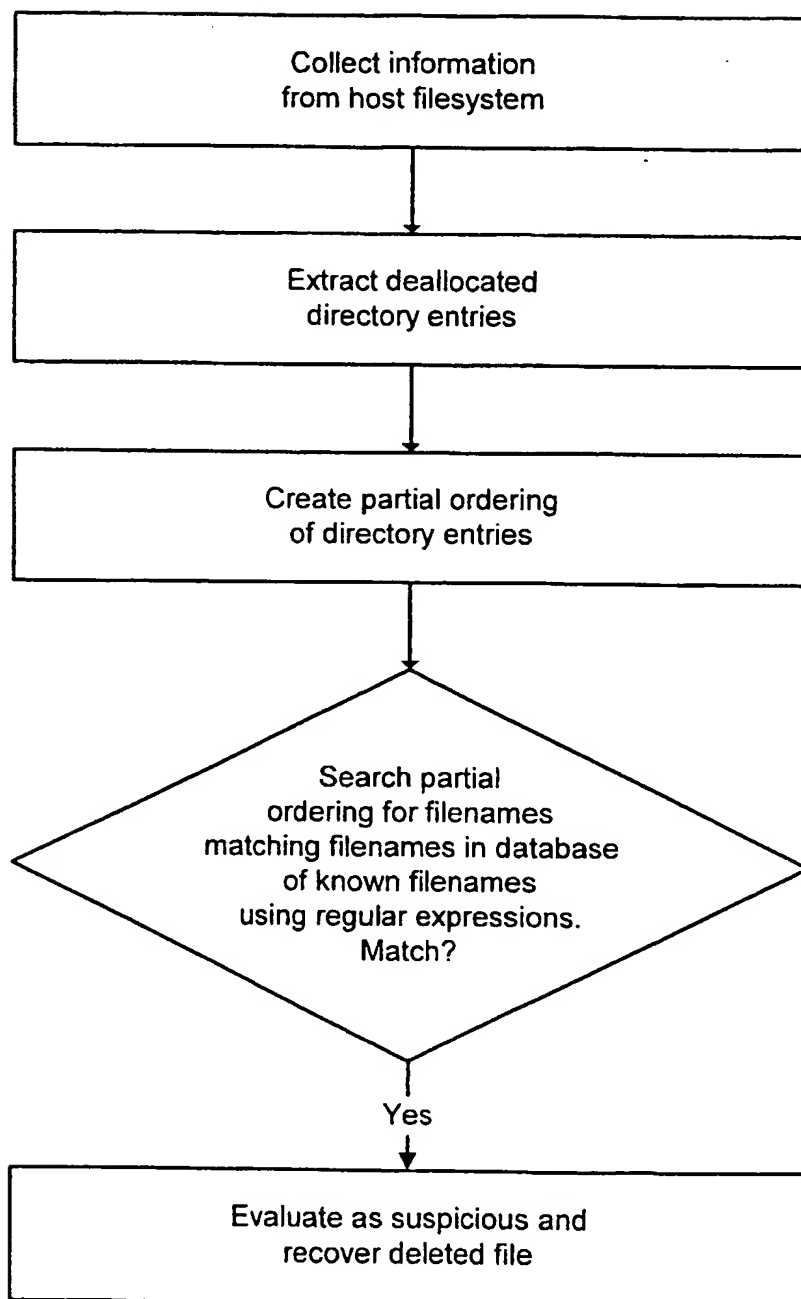 Collect information
from host filesystem
Extract deallocated
directory entries
Create partial ordering
of directory entries
Search partial
ordering for filenames
matching filenames in database
of known filenames
using regular expressions.
Match?
Yes
Evaluate as suspicious and
recover deleted file